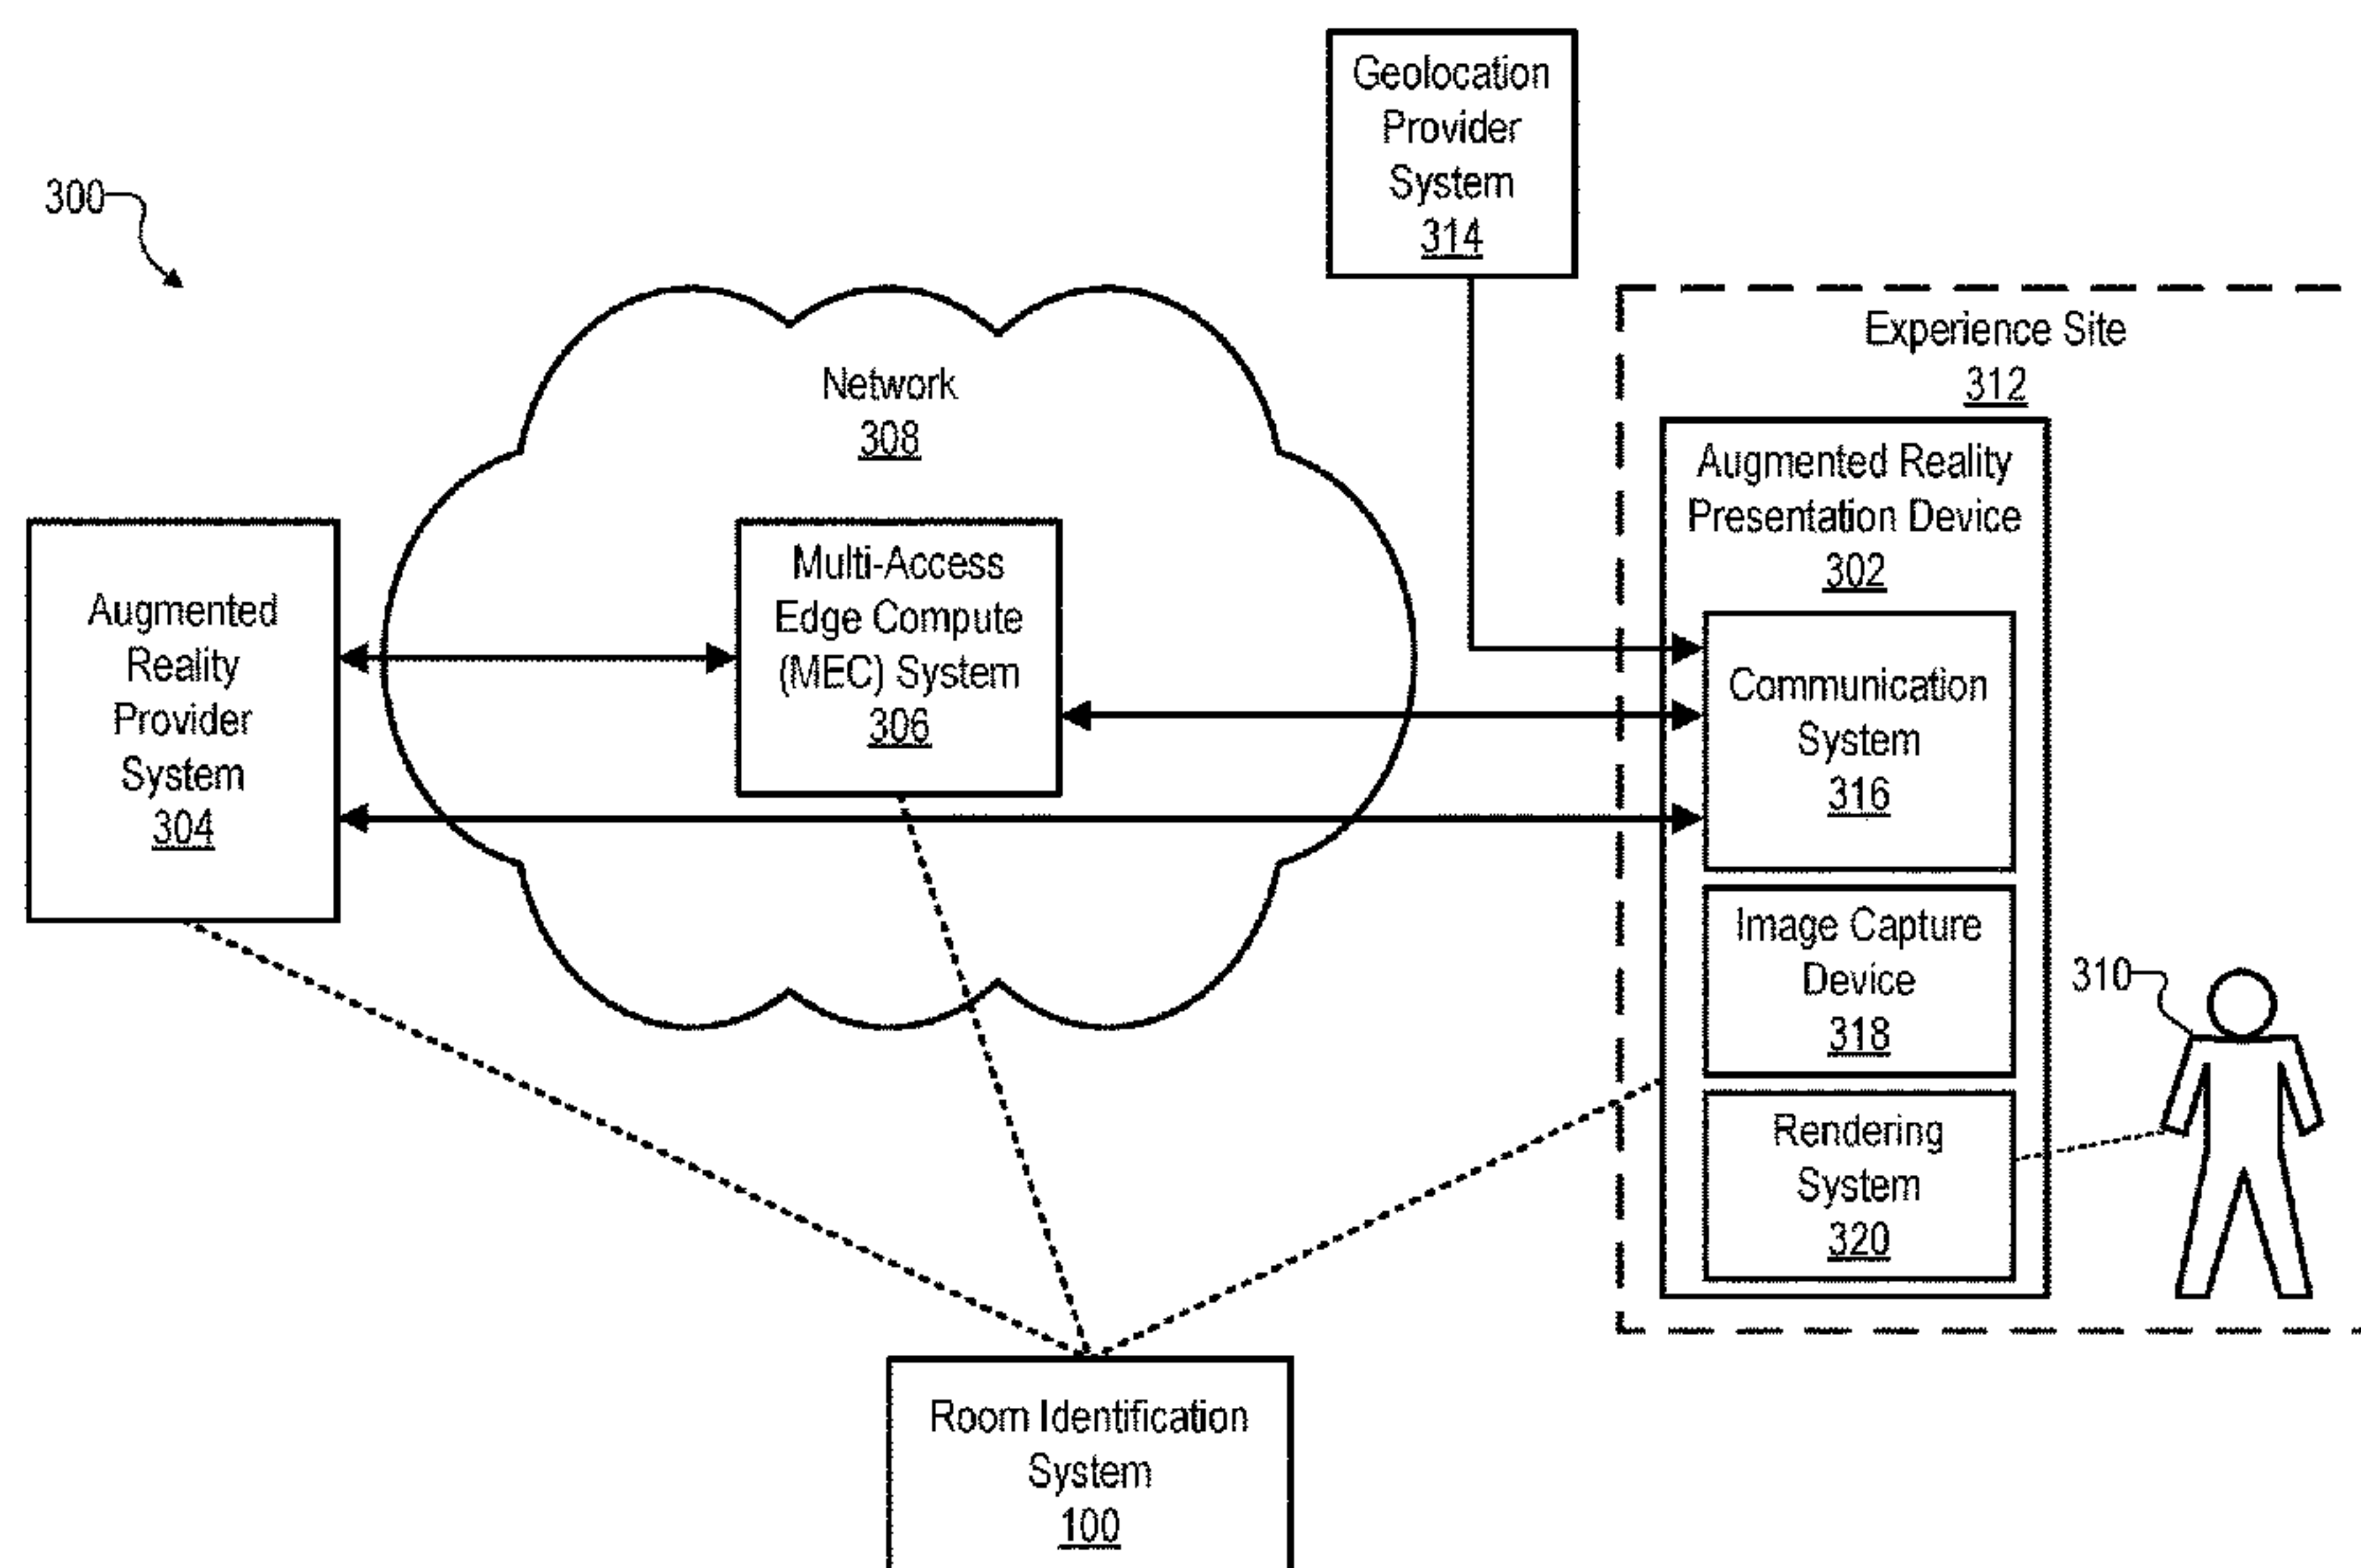 300
Geolocation
Provider
System
314
Network
308
Experience Site
312
Augmented Reality
Presentation Device
302
Augmented
Reality
Provider
System
304
Multi-Access
Edge Compute
(MEC) System
306
Communication
System
316
Image Capture
Device
318
310
Rendering
System
320
Room Identification
System
100